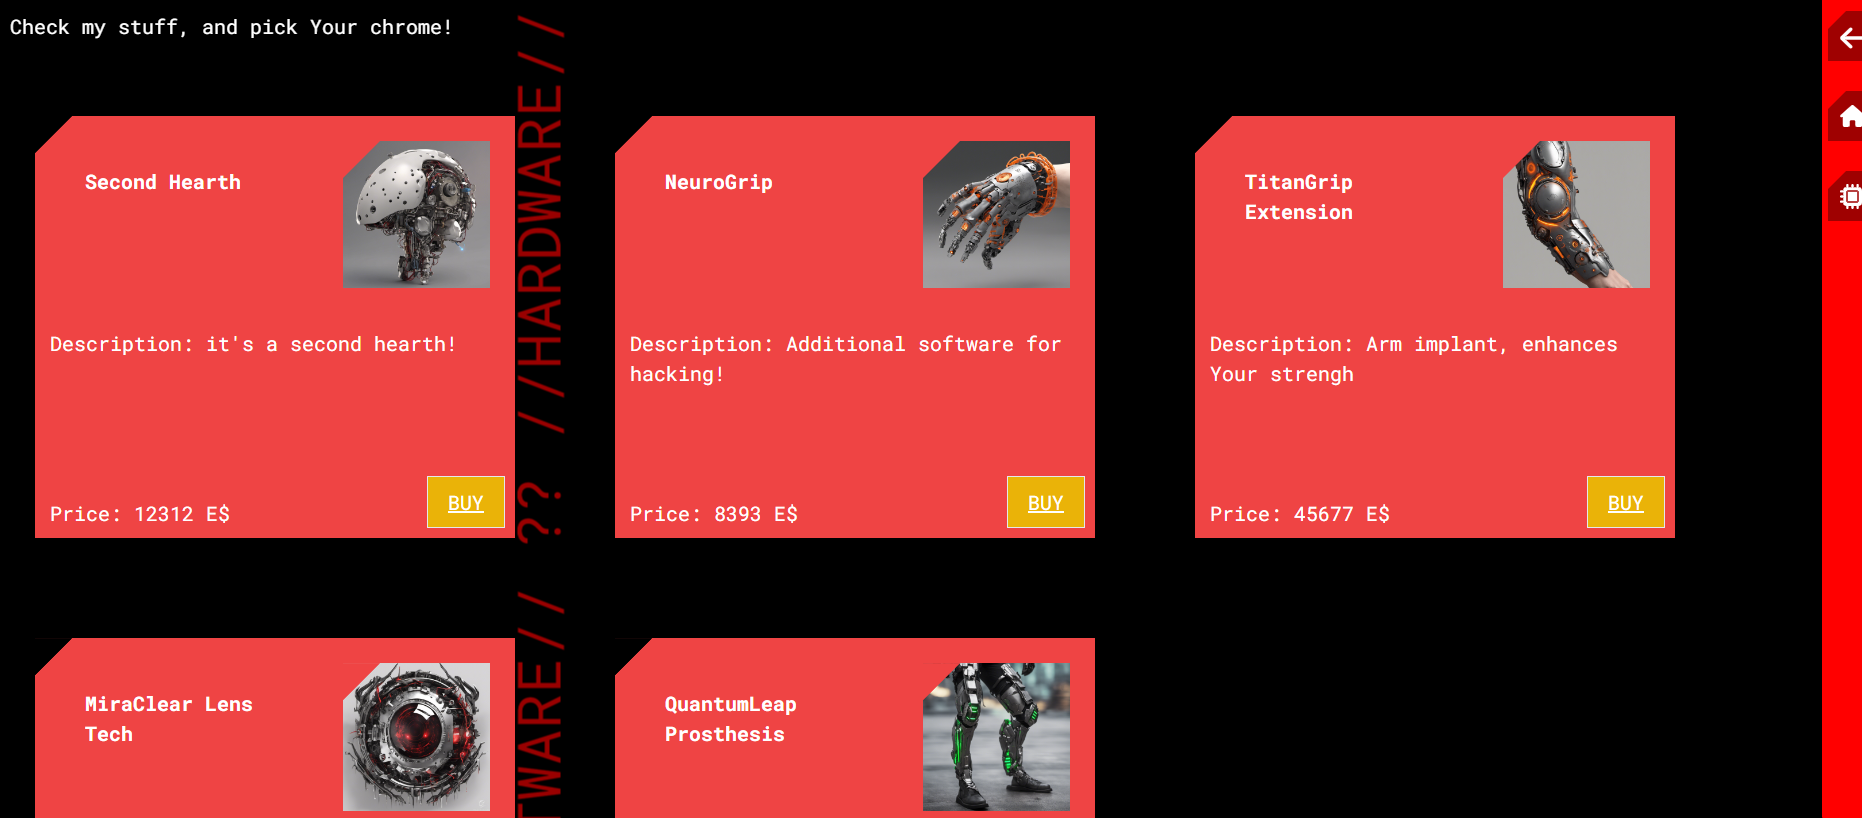 Check my stuff, and pick Your chrome!
Second Hearth
Description: it's a second hearth!
Price: 12312 E$
BUY
?? //HARDWARE//
NeuroGrip
Description: Additional software for
hacking!
Price: 8393 E$
BUY
TitanGrip
Extension
Description: Arm implant, enhances
Your strengh
Price: 45677 E$
BUY
MiraClear Lens
Tech
TWARE//
QuantumLeap
Prosthesis